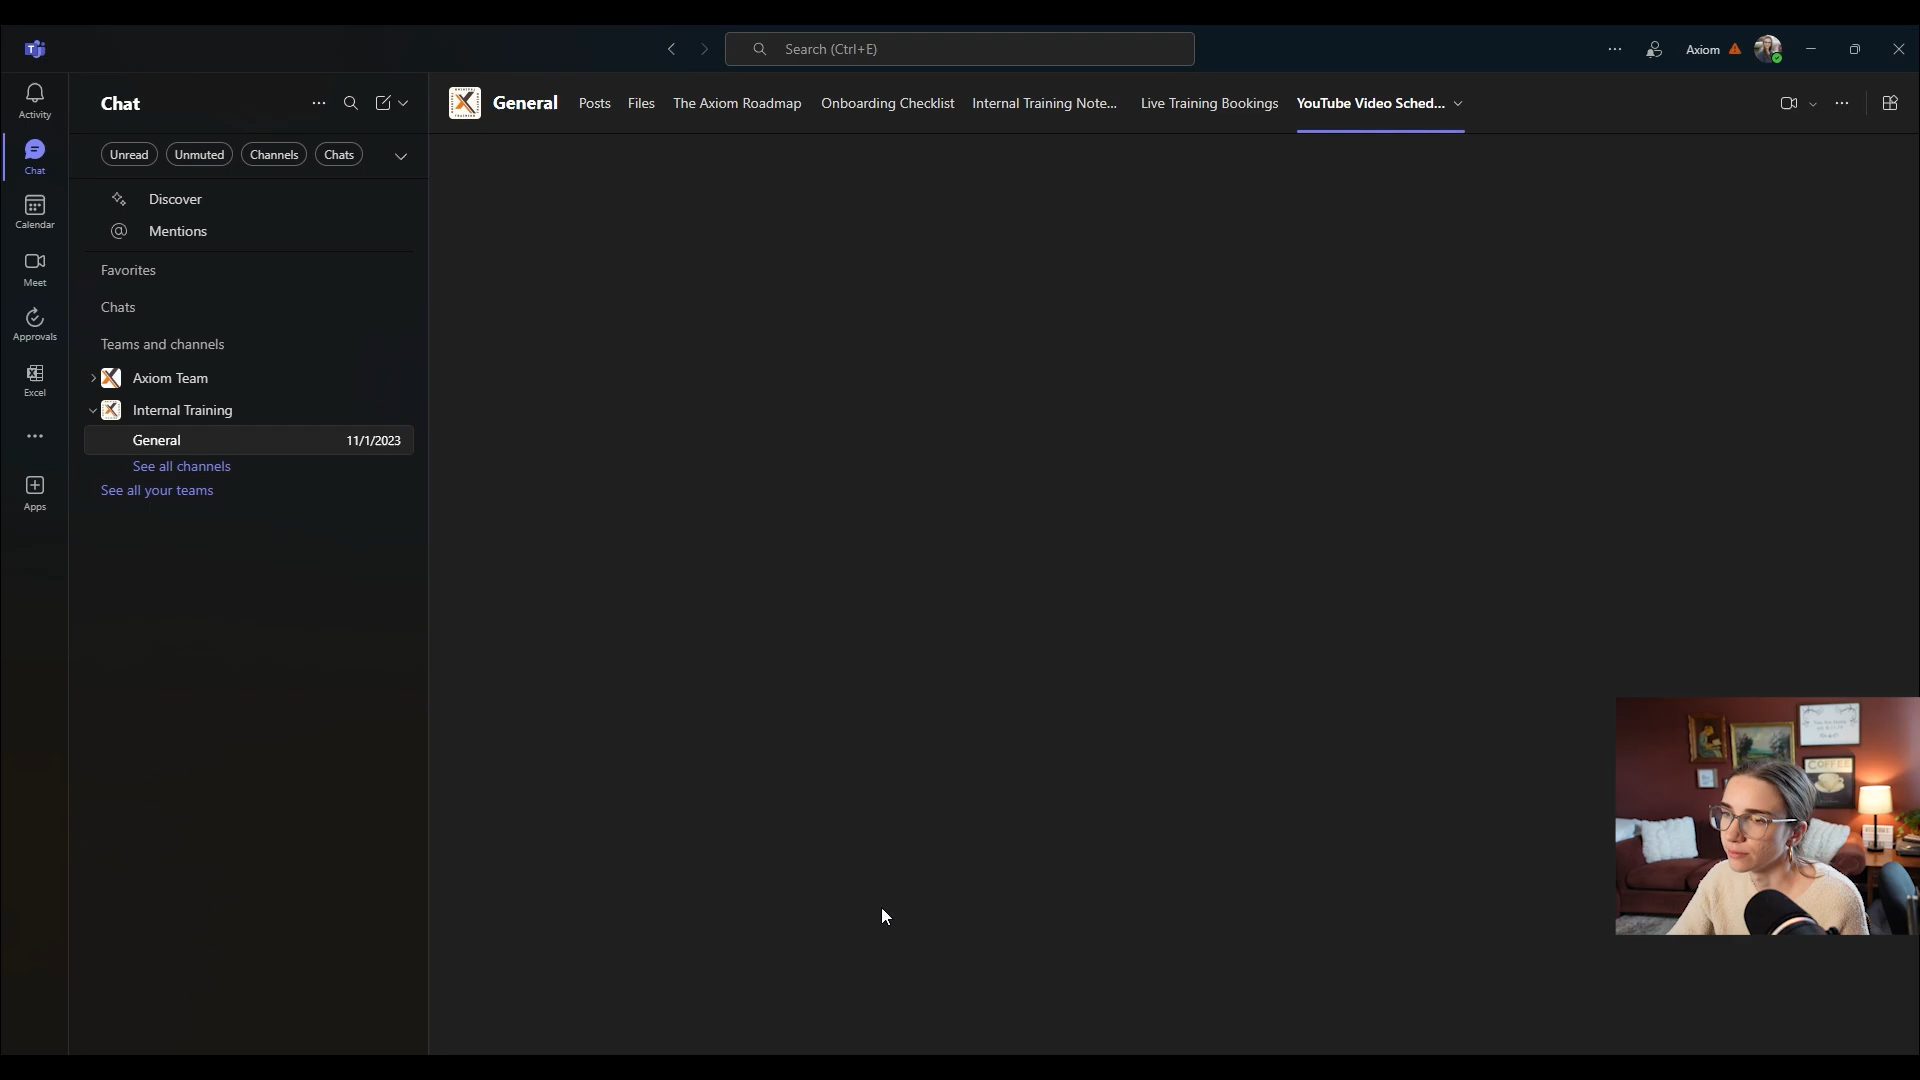 Search (Ctrl+E)
Axiom
Activity
Chat
Calendar
Meet
Approvals
Excel
Apps
Chat
Unread
Unmuted
Channels
Chats
Discover
Mentions
Favorites
Chats
Teams and channels
Axiom Team
Internal Training
General 11/1/2023
See all channels
See all your teams
General Posts Files The Axiom Roadmap Onboarding Checklist Internal Training Note... Live Training Bookings YouTube Video Sched...
COFFEE